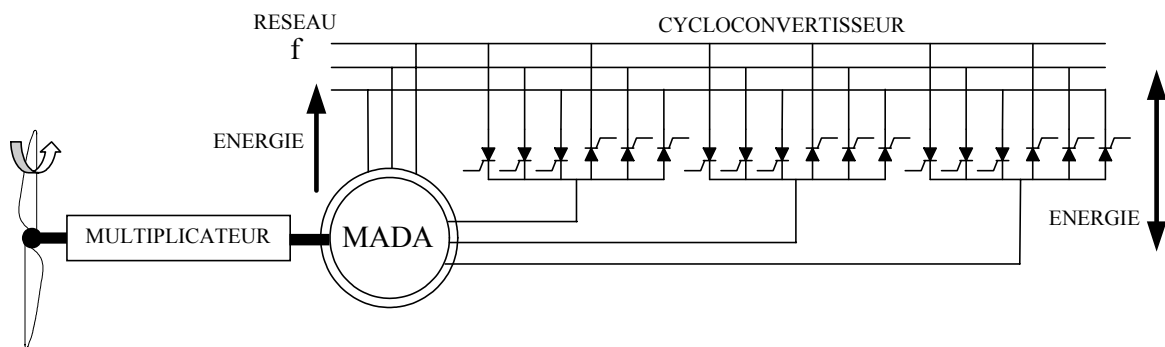 RESEAU
f
CYCLOCONVERTISSEUR
ENERGIE
MULTIPLICATEUR
MADA
ENERGIE